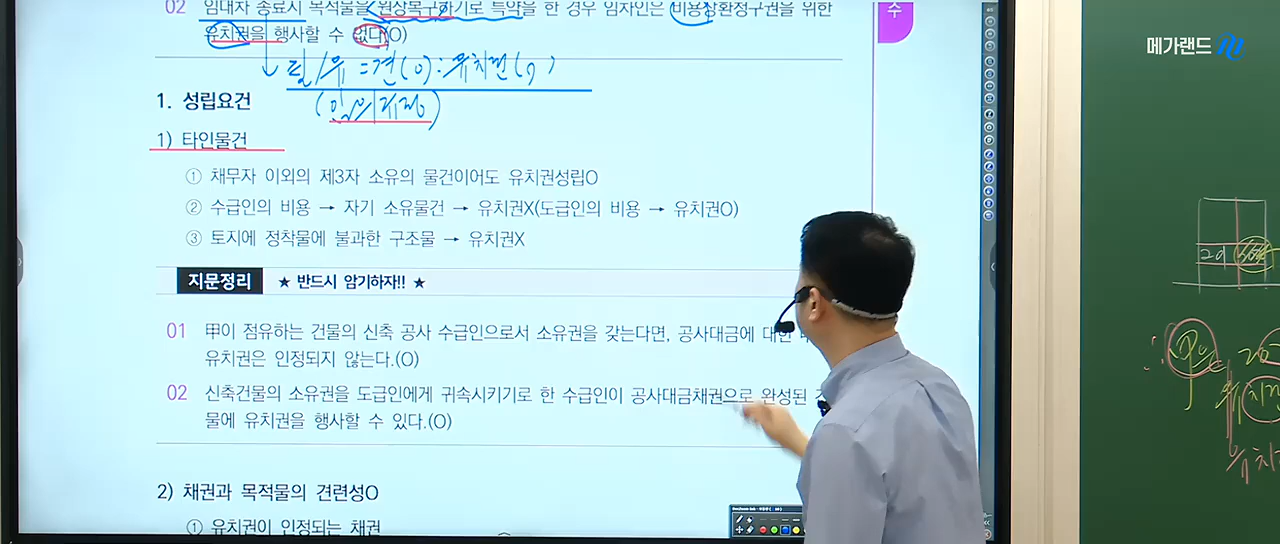 02 임대차 종료시 목적물을 원상복구하기로 특약을 한 경우 임차인은 비용상환청구권을 위한
유치권을 행사할 수 없다(O)
수
메가랜드
필/유 = 견(O):유치권(
1. 성립요건
1) 타인물건
① 채무자 이외의 제3자 소유의 물건이어도 유치권성립O
② 수급인의 비용 → 자기 소유물건 → 유치권X(도급인의 비용 → 유치권O)
③ 토지에 정착물에 불과한 구조물 → 유치권X
지문정리 ★ 반드시 암기하자!! ★
01 甲이 점유하는 건물의 신축 공사 수급인으로서 소유권을 갖는다면, 공사대금에 대한
유치권은 인정되지 않는다.(O)
02 신축건물의 소유권을 도급인에게 귀속시키기로 한 수급인이 공사대금채권으로 완성된
물에 유치권을 행사할 수 있다.(O)
2) 채권과 목적물의 견련성O
① 유치권이 인정되는 채권